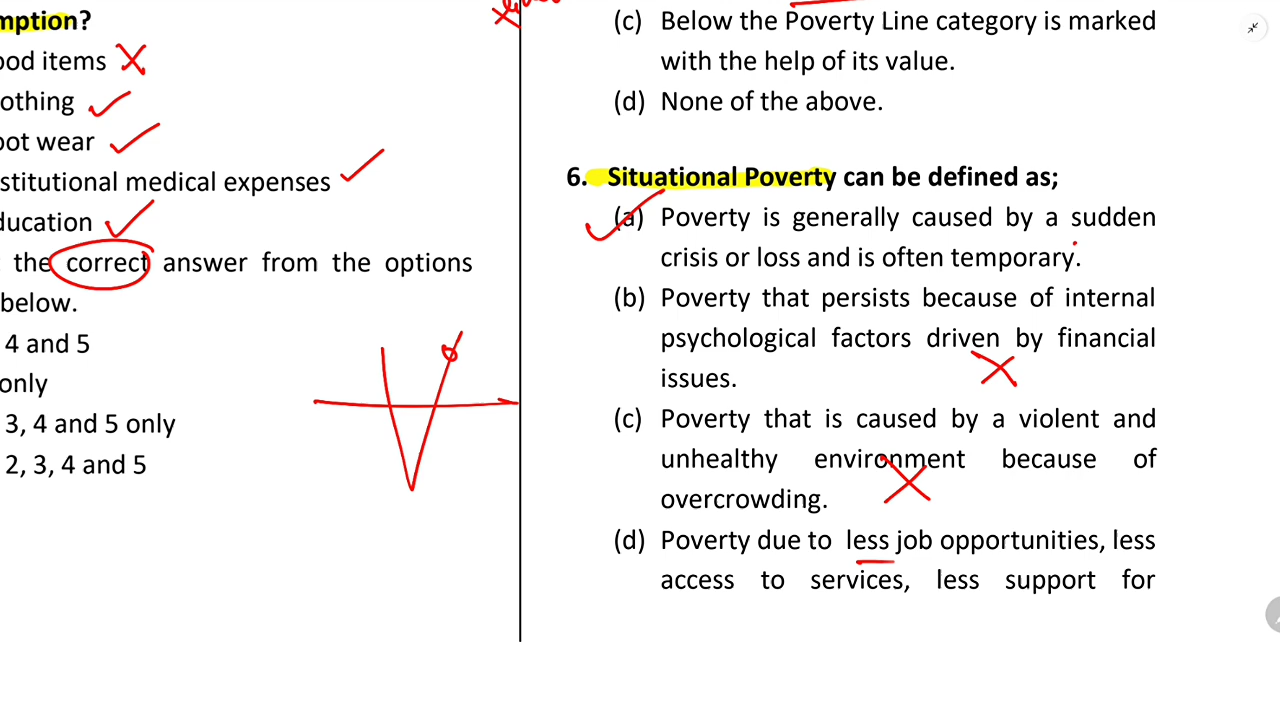 mption?
ood items
othing
oot wear
stitutional medical expenses
ducation
the correct answer from the options
below.
4 and 5
only
3, 4 and 5 only
2, 3, 4 and 5
(c) Below the Poverty Line category is marked
with the help of its value.
(d) None of the above.
6. Situational Poverty can be defined as;
(a) Poverty is generally caused by a sudden
crisis or loss and is often temporary.
(b) Poverty that persists because of internal
psychological factors driven by financial
issues.
(c) Poverty that is caused by a violent and
unhealthy environment because of
overcrowding.
(d) Poverty due to less job opportunities, less
access to services, less support for